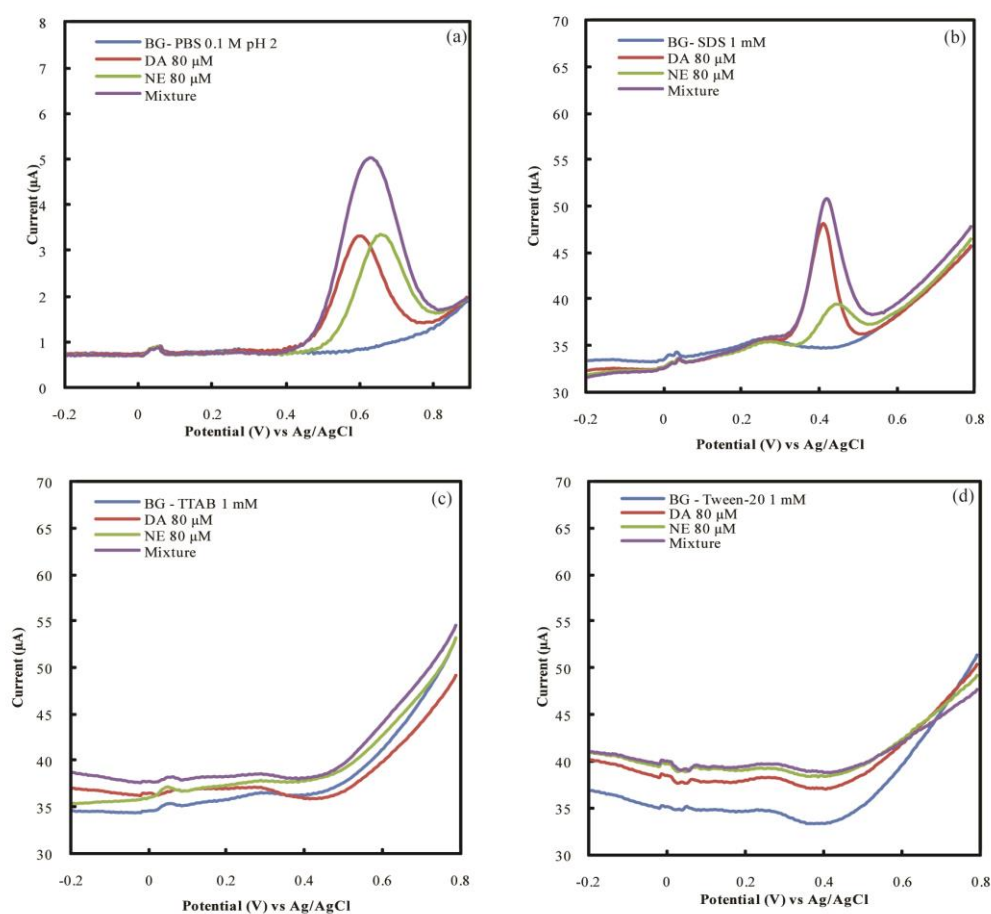 (a)
BG- PBS 0.1 M pH 2
DA 80 µM
NE 80 µM
Mixture
8
7
6
5
4
3
2
1
0
Current (µA)
-0.2 0 0.2 0.4 0.6 0.8
Potential (V) vs Ag/AgCl
(b)
BG- SDS 1 mM
DA 80 µM
NE 80 µM
Mixture
70
65
60
55
50
45
40
35
30
Current (µA)
-0.2 0 0.2 0.4 0.6 0.8
Potential (V) vs Ag/AgCl
(c)
BG - TTAB 1 mM
DA 80 µM
NE 80 µM
Mixture
70
65
60
55
50
45
40
35
30
Current (µA)
-0.2 0 0.2 0.4 0.6 0.8
Potential (V) vs Ag/AgCl
(d)
BG - Tween-20 1 mM
DA 80 µM
NE 80 µM
Mixture
70
65
60
55
50
45
40
35
30
Current (µA)
-0.2 0 0.2 0.4 0.6 0.8
Potential (V) vs Ag/AgCl